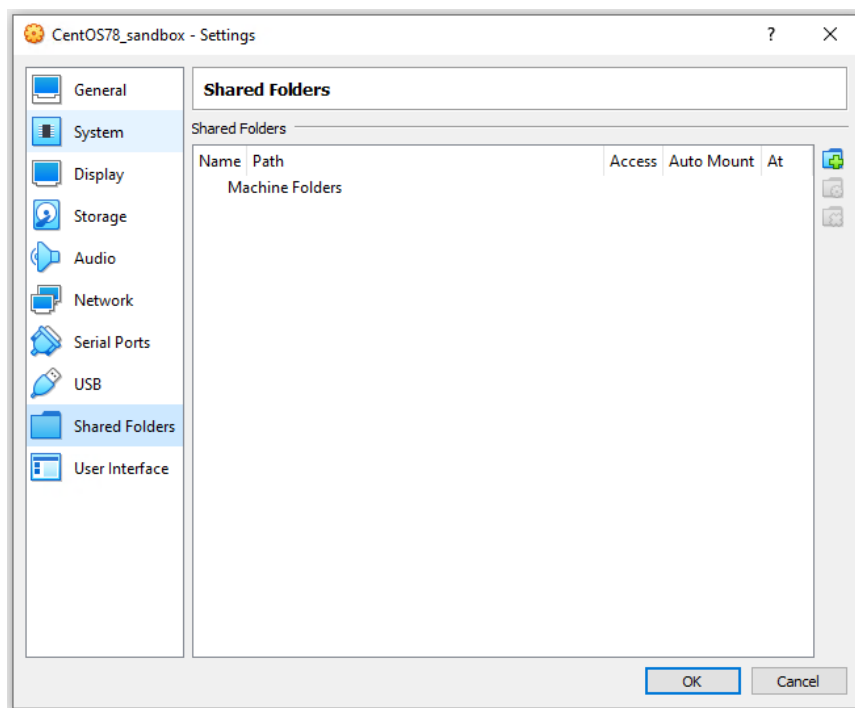 CentOS78_sandbox - Settings
?
General
System
Display
Storage
Audio
Network
Serial Ports
USB
Shared Folders
User Interface
Shared Folders
Shared Folders
Name Path Access Auto Mount At
Machine Folders
OK Cancel